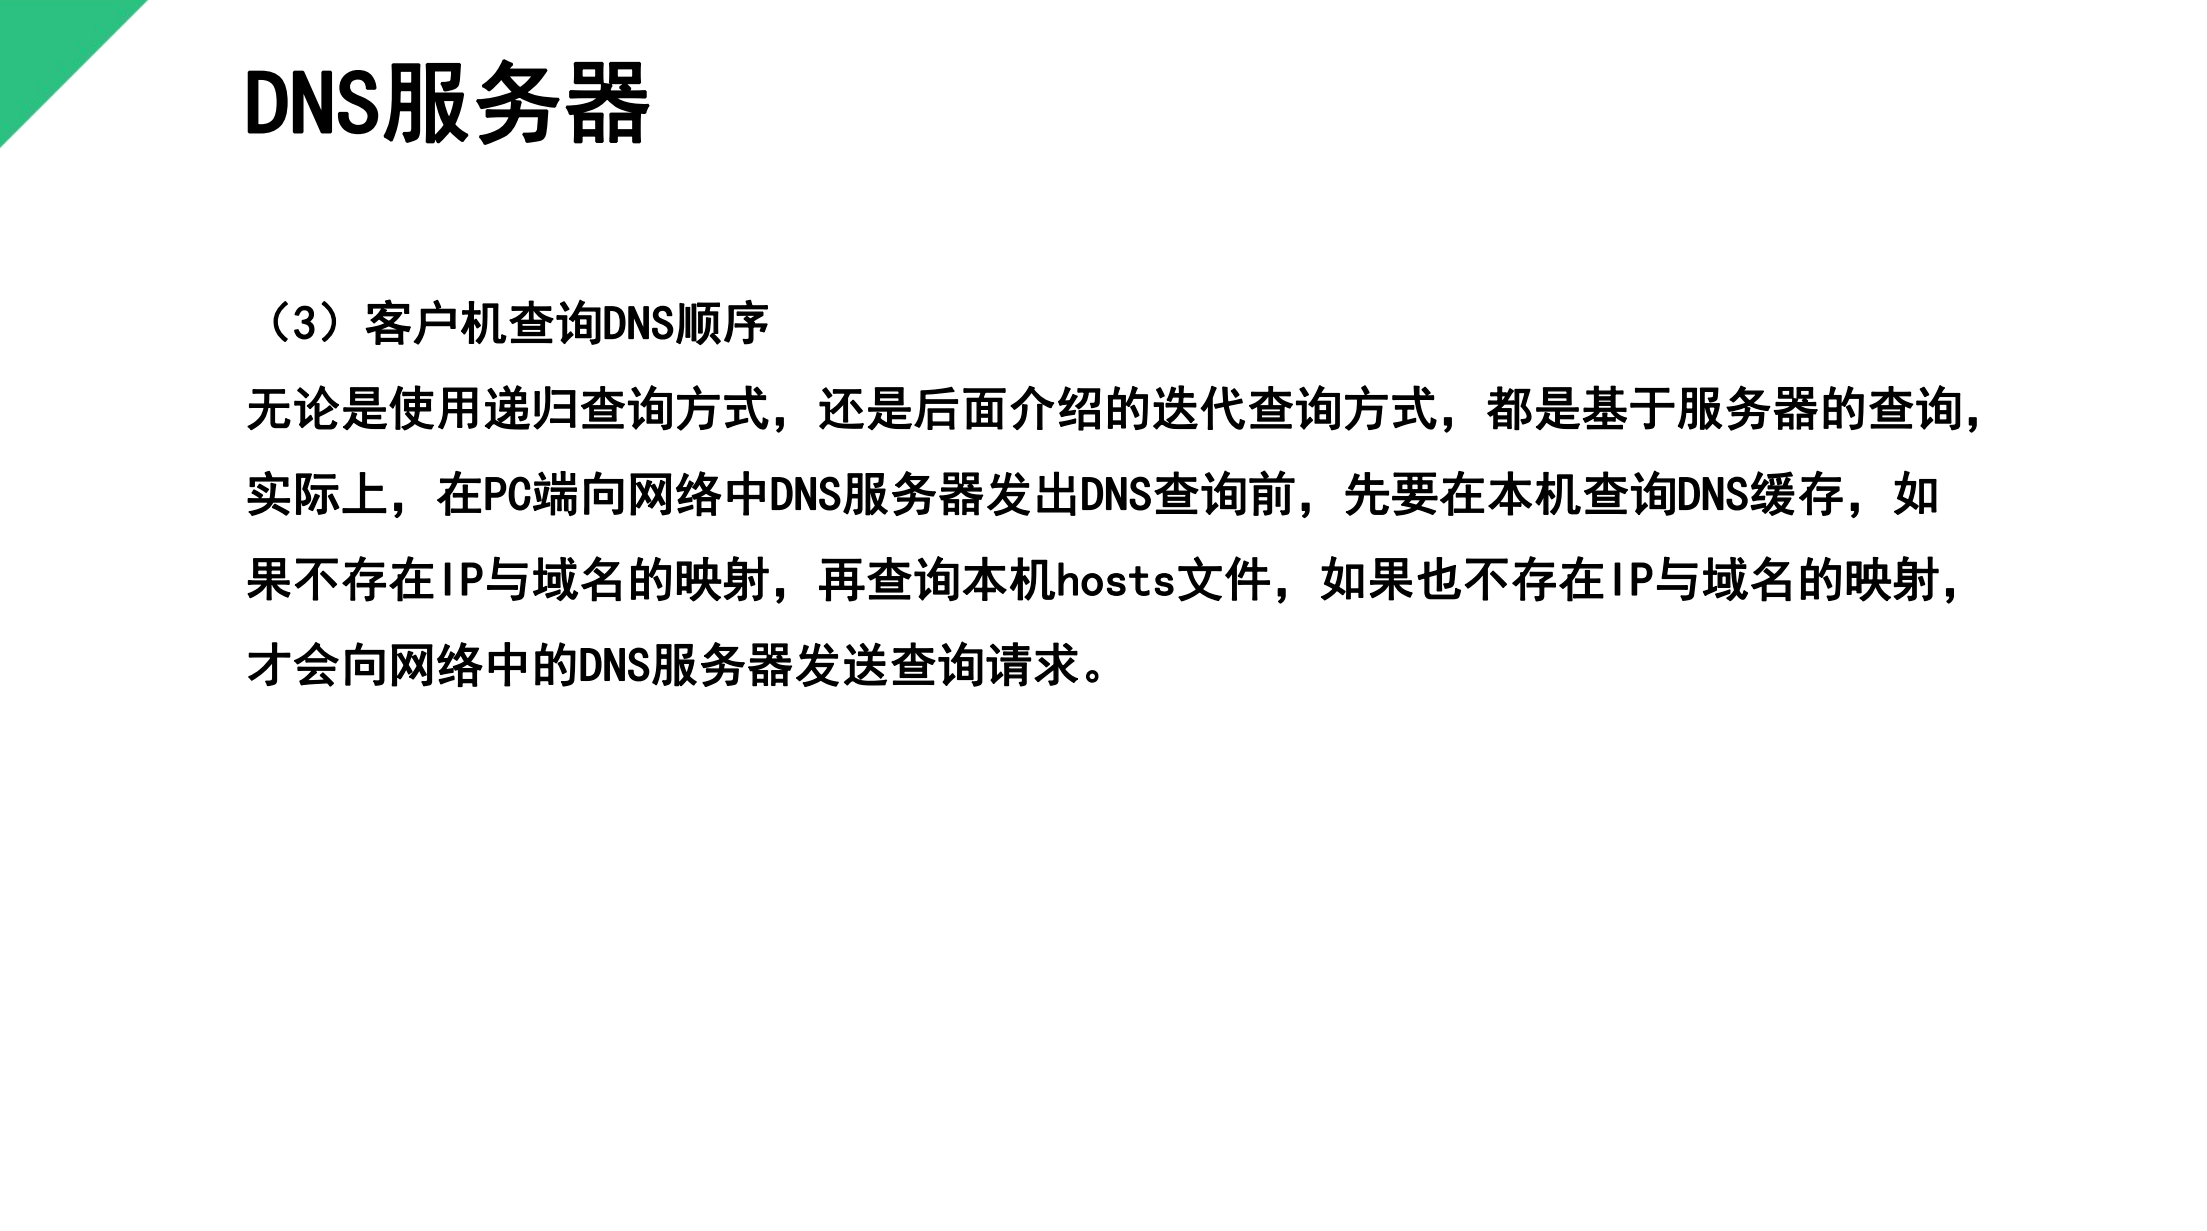 DNS服务器
（3）客户机查询DNS顺序
无论是使用递归查询方式，还是后面介绍的迭代查询方式，都是基于服务器的查询，
实际上，在PC端向网络中DNS服务器发出DNS查询前，先要在本机查询DNS缓存，如
果不存在IP与域名的映射，再查询本机hosts文件，如果也不存在IP与域名的映射，
才会向网络中的DNS服务器发送查询请求。